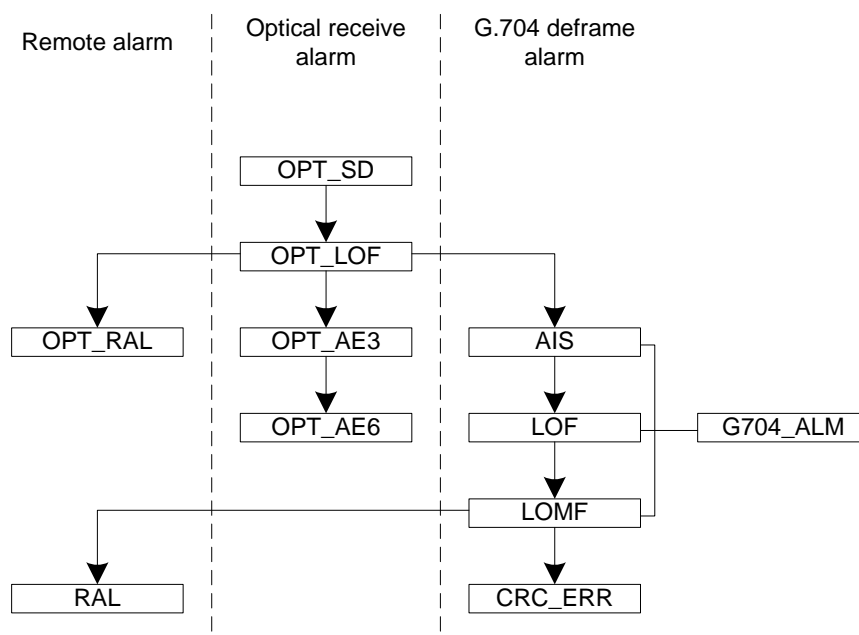 Remote alarm
Optical receive
alarm
G.704 deframe
alarm
OPT_SD
OPT_LOF
OPT_RAL
OPT_AE3
AIS
OPT_AE6
LOF
G704_ALM
LOMF
RAL
CRC_ERR